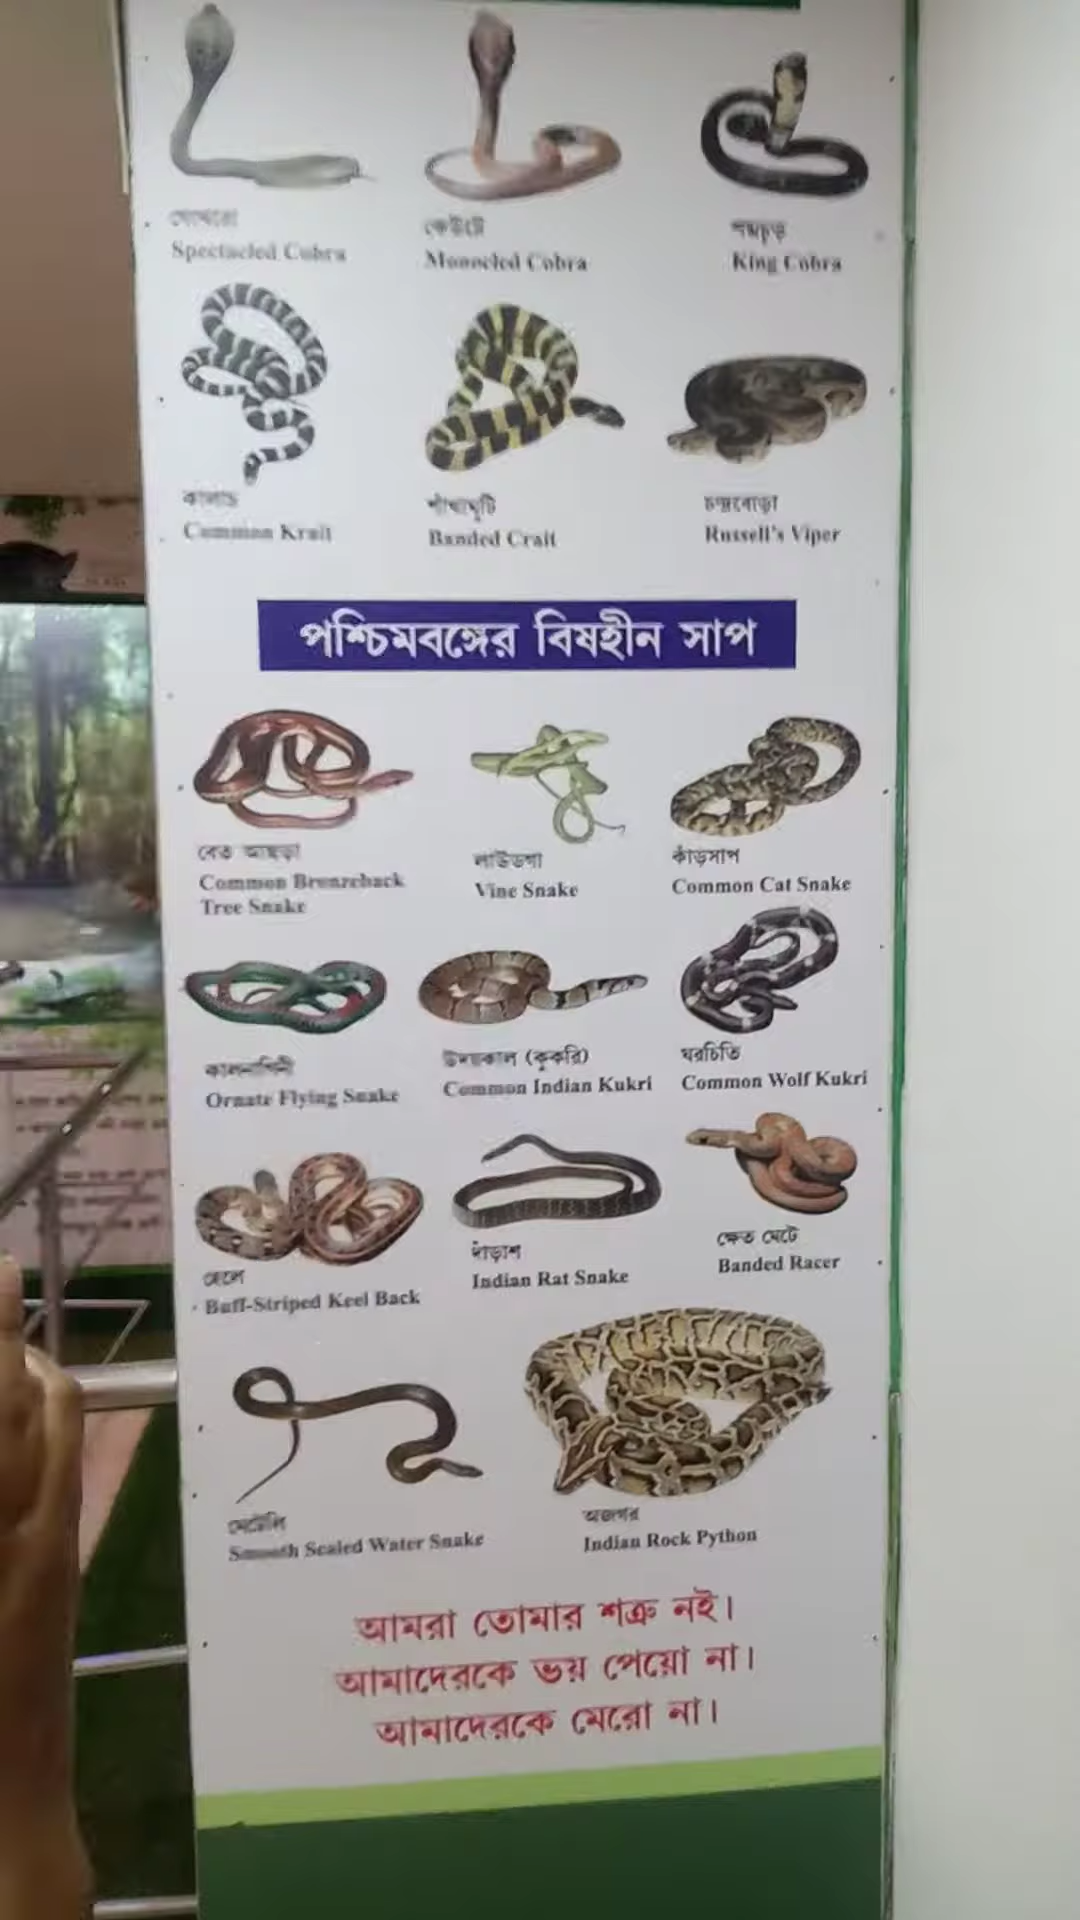 গোখরো
Spectacled Cobra
কেউটে
Monocled Cobra
শঙ্খচূড়
King Cobra
কালাচ
Common Krait
শাঁখামুটি
Banded Crait
চন্দ্রবোড়া
Russell's Viper
পশ্চিমবঙ্গের বিষহীন সাপ
বেত আছড়া
Common Bronzeback
Tree Snake
লাউডগা
Vine Snake
কাঁড়সাপ
Common Cat Snake
কালনাগিনী
Ornate Flying Snake
উদয়কাল (কুকরি)
Common Indian Kukri
ঘরচিতি
Common Wolf Kukri
হেলে
Buff-Striped Keel Back
দাঁড়াশ
Indian Rat Snake
ক্ষেত মেটে
Banded Racer
মেটেলি
Smooth Scaled Water Snake
অজগর
Indian Rock Python
আমরা তোমার শত্রু নই।
আমাদেরকে ভয় পেয়ো না।
আমাদেরকে মেরো না।